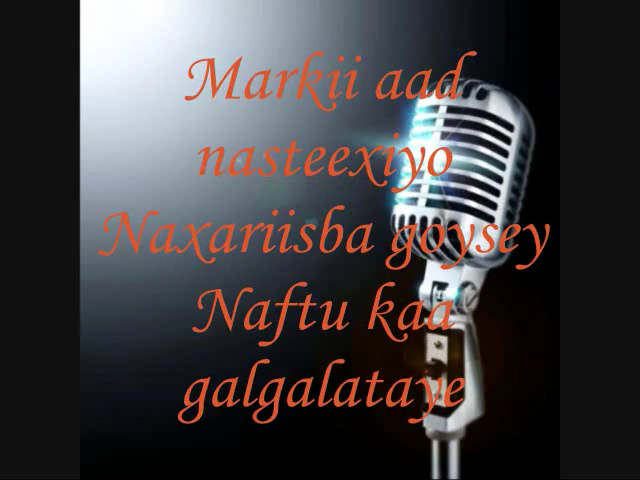 Markii aad
nasteexiyo
Naxariisba goysey
Naftu kaa
galgalataye